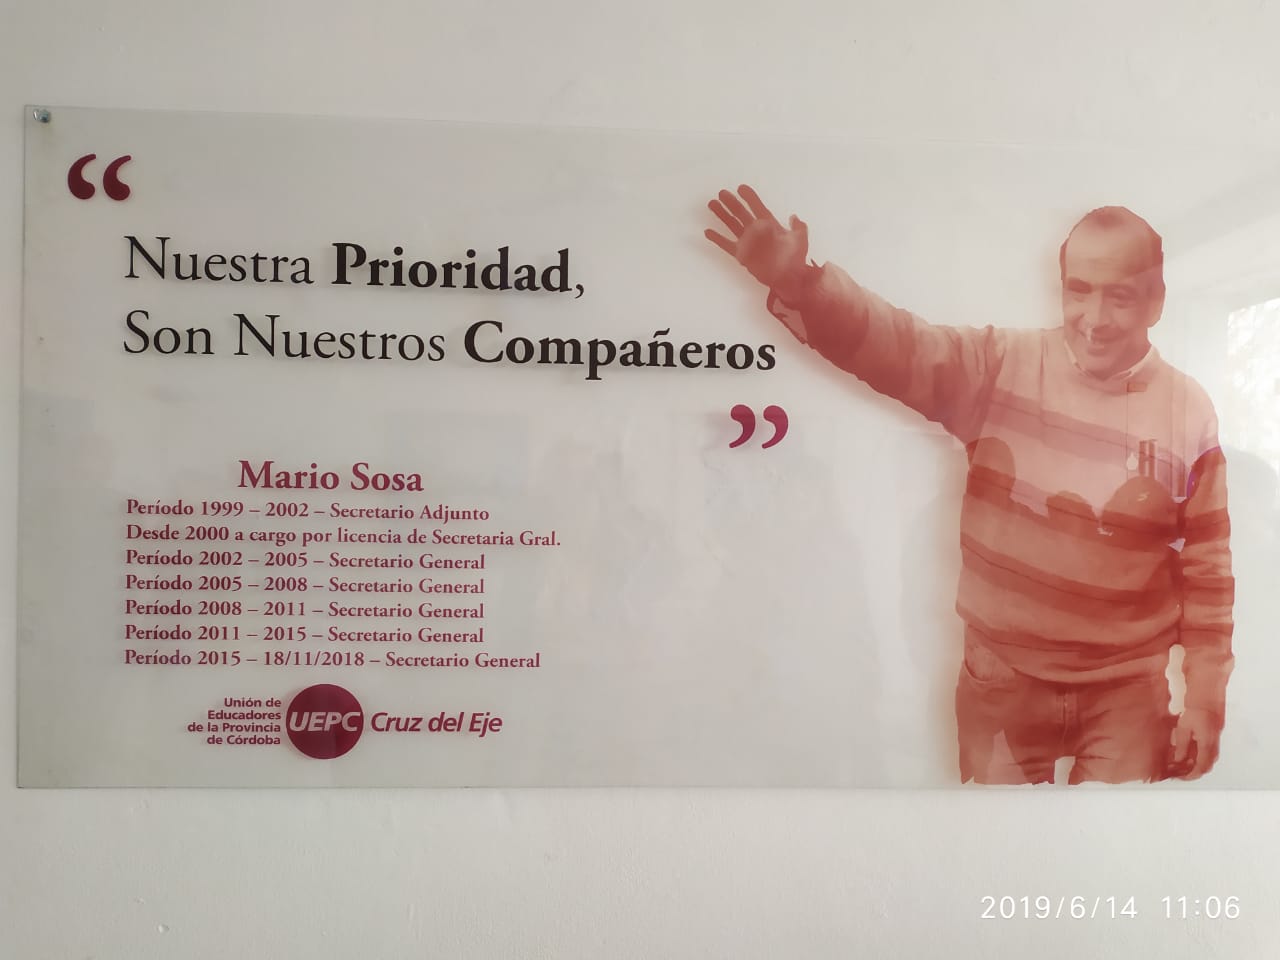 “
Nuestra Prioridad,
Son Nuestros Compañeros
”
Mario Sosa
Período 1999 – 2002 – Secretario Adjunto
Desde 2000 a cargo por licencia de Secretaria Gral.
Período 2002 – 2005 – Secretario General
Período 2005 – 2008 – Secretario General
Período 2008 – 2011 – Secretario General
Período 2011 – 2015 – Secretario General
Período 2015 – 18/11/2018 – Secretario General
Unión de
Educadores
de la Provincia
de Córdoba
UEPC Cruz del Eje
2019/6/14 11:06